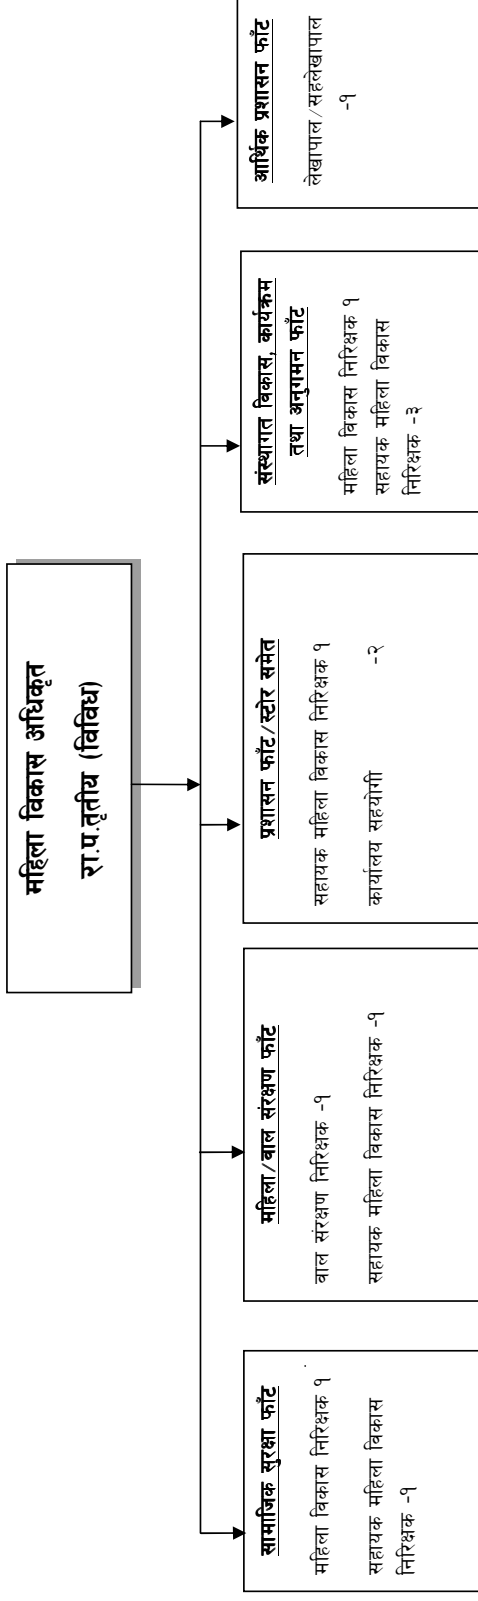 महिला विकास अधिकृत
रा.प.तृतीय (विविध)
सामाजिक सुरक्षा फाँट
महिला विकास निरिक्षक १
सहायक महिला विकास
निरिक्षक -१
महिला/बाल संरक्षण फाँट
बाल संरक्षण निरिक्षक -१
सहायक महिला विकास निरिक्षक -१
प्रशासन फाँट/स्टोर समेत
सहायक महिला विकास निरिक्षक १
कार्यालय सहयोगी -२
संस्थागत विकास, कार्यक्रम
तथा अनुगमन फाँट
महिला विकास निरिक्षक १
सहायक महिला विकास
निरिक्षक -३
आर्थिक प्रशासन फाँट
लेखापाल/सहलेखापाल
-१